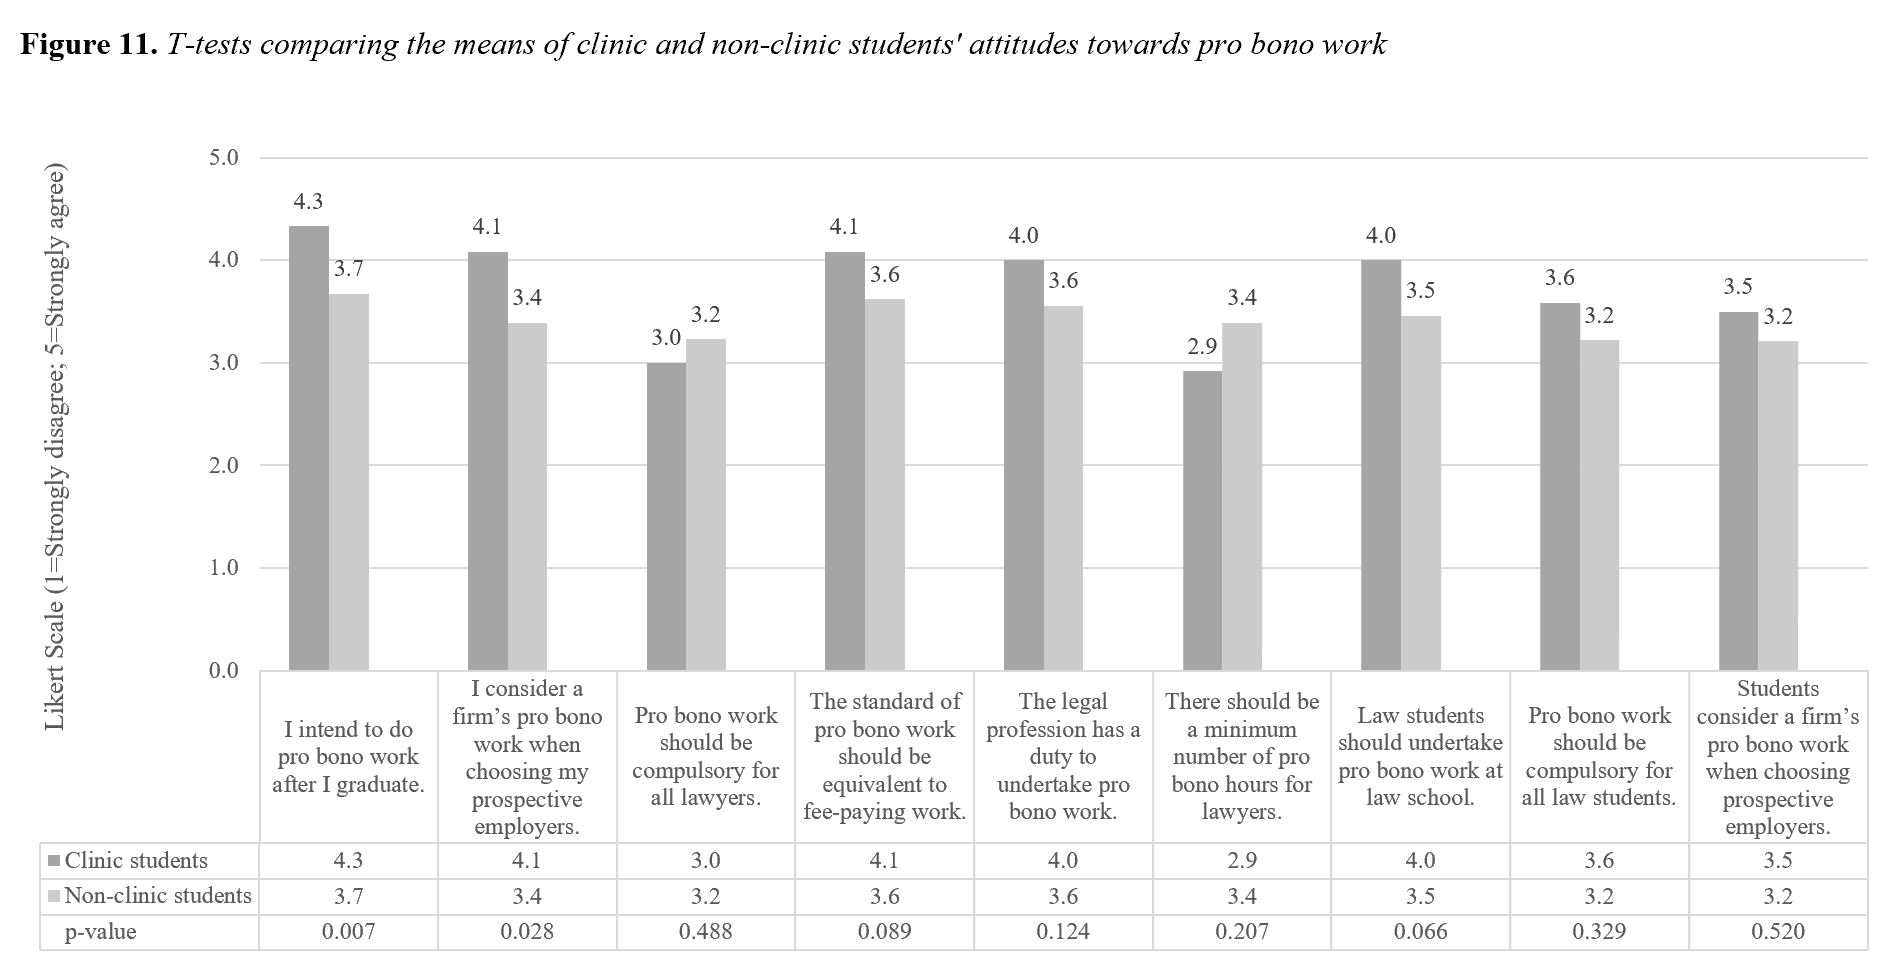 Figure 11. T-tests comparing the means of clinic and non-clinic students' attitudes towards pro bono work
Likert Scale (1=Strongly disagree; 5=Strongly agree)
5.0
4.0
3.0
2.0
1.0
0.0
4.3
3.7
4.1
3.4
3.0
3.2
4.1
3.6
4.0
3.6
2.9
3.4
4.0
3.5
3.6
3.2
3.5
3.2
I intend to do
pro bono work
after I graduate.
I consider a
firm’s pro bono
work when
choosing my
prospective
employers.
Pro bono work
should be
compulsory for
all lawyers.
The standard of
pro bono work
should be
equivalent to
fee-paying work.
The legal
profession has a
duty to
undertake pro
bono work.
There should be
a minimum
number of pro
bono hours for
lawyers.
Law students
should undertake
pro bono work at
law school.
Pro bono work
should be
compulsory for
all law students.
Students
consider a firm’s
pro bono work
when choosing
prospective
employers.
Clinic students 4.3 4.1 3.0 4.1 4.0 2.9 4.0 3.6 3.5
Non-clinic students 3.7 3.4 3.2 3.6 3.6 3.4 3.5 3.2 3.2
p-value 0.007 0.028 0.488 0.089 0.124 0.207 0.066 0.329 0.520